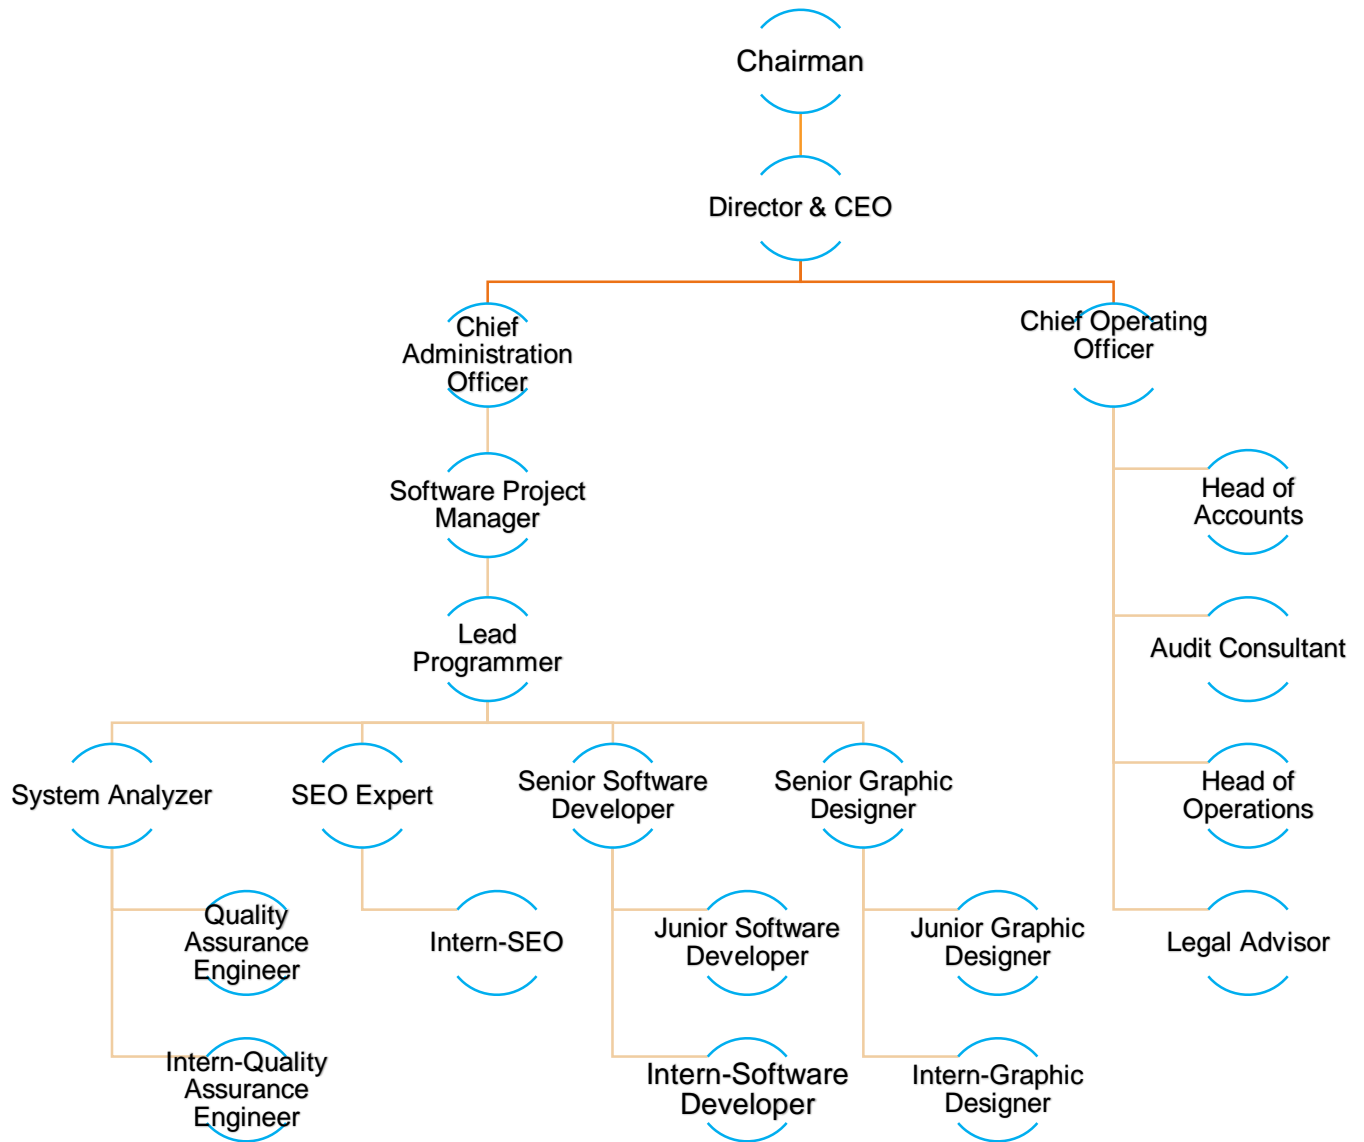 Chairman
Director & CEO
Chief
Administration
Officer
Chief Operating
Officer
Software Project
Manager
Head of
Accounts
Lead
Programmer
Audit Consultant
System Analyzer
SEO Expert
Senior Software
Developer
Senior Graphic
Designer
Head of
Operations
Quality
Assurance
Engineer
Intern-SEO
Junior Software
Developer
Junior Graphic
Designer
Legal Advisor
Intern-Quality
Assurance
Engineer
Intern-Software
Developer
Intern-Graphic
Designer